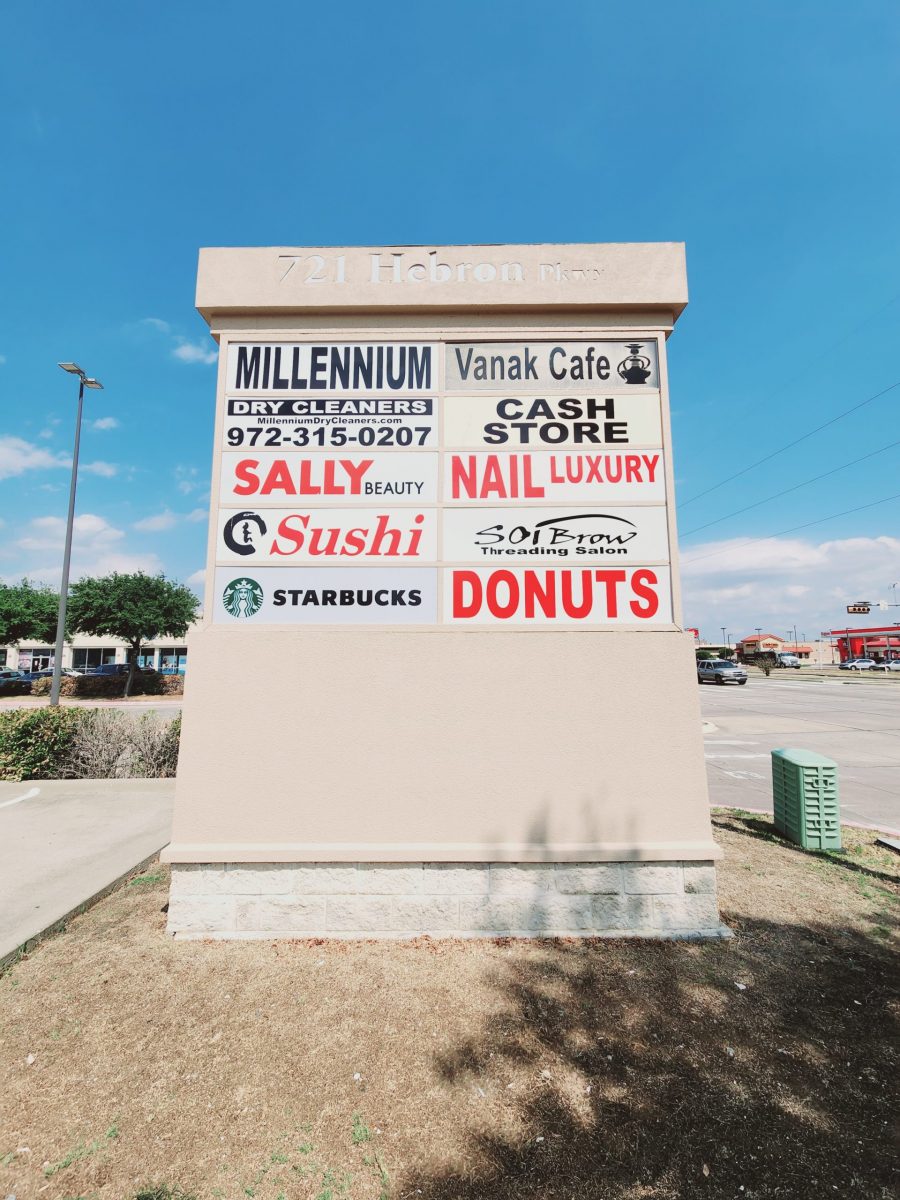 721 Hebron Pkwy
MILLENNIUM
DRY CLEANERS
MillenniumDryCleaners.com
972-315-0207
SALLY BEAUTY
Sushi
STARBUCKS
Vanak Cafe
CASH
STORE
NAIL LUXURY
SOI Brow
Threading Salon
DONUTS